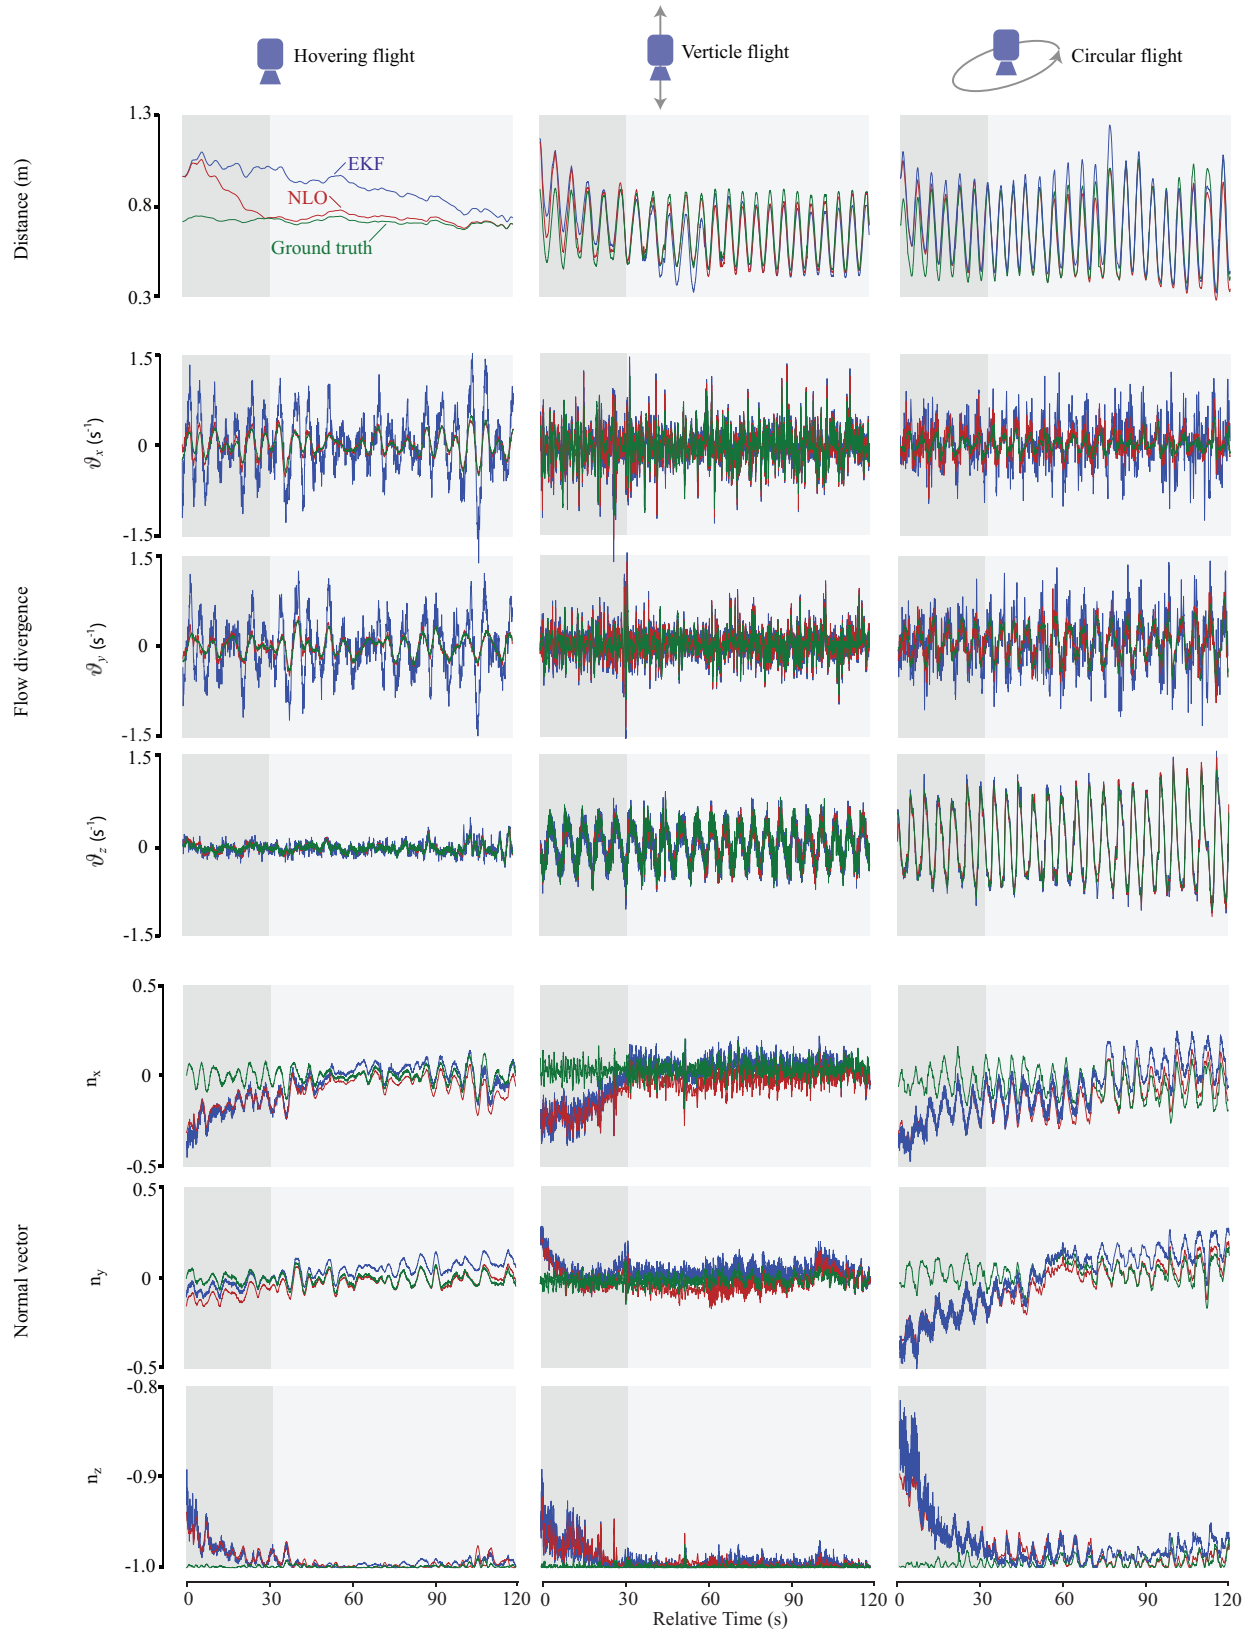 Hovering flight
Verticle flight
Circular flight
Distance (m)
1.3
0.8
0.3
EKF
NLO
Ground truth
Flow divergence
ϑx (s-1)
1.5
0
-1.5
ϑy (s-1)
1.5
0
-1.5
ϑz (s-1)
1.5
0
-1.5
Normal vector
nx
0.5
0
-0.5
ny
0.5
0
-0.5
nz
-0.8
-0.9
-1.0
0 30 60 90 120 0 30 60 90 120 0 30 60 90 120
Relative Time (s)